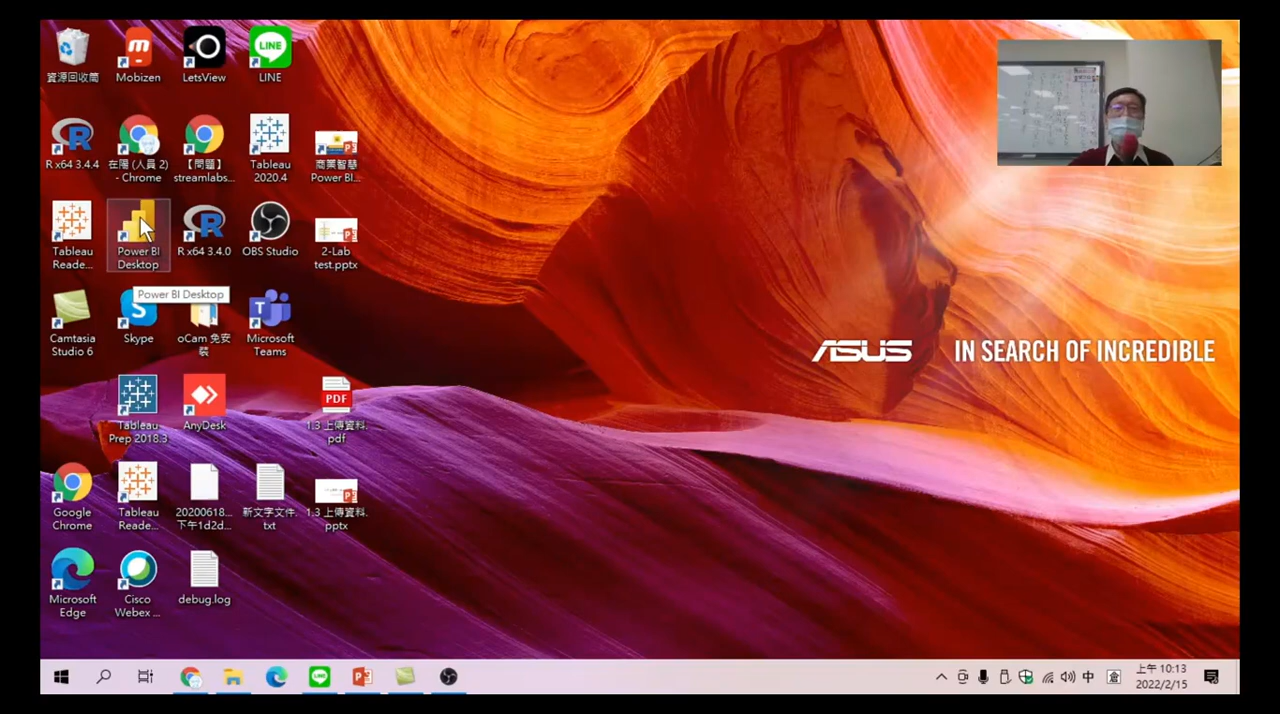 資源回收筒
Mobizen
LetsView
LINE
LINE
R x64 3.4.4
在陽 (人員 2)
- Chrome
【問題】
streamlabs...
Tableau
2020.4
商業智慧
Power BI...
Tableau
Reade...
Power BI
Desktop
R x64 3.4.0
OBS Studio
2-Lab
test.pptx
Power BI Desktop
Camtasia
Studio 6
Skype
oCam 免安
裝
Microsoft
Teams
Tableau
Prep 2018.3
AnyDesk
PDF
1.3 上傳資料.
pdf
Google
Chrome
Tableau
Reade...
20200618...
下午1d2d...
新文字文件.
txt
1.3 上傳資料.
pptx
Microsoft
Edge
Cisco
Webex ...
debug.log
ASUS IN SEARCH OF INCREDIBLE
中
倉
上午 10:13
2022/2/15